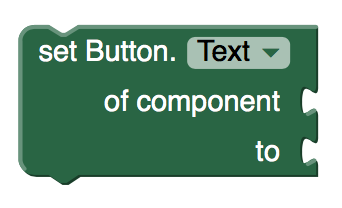 set Button. Text
of component
to